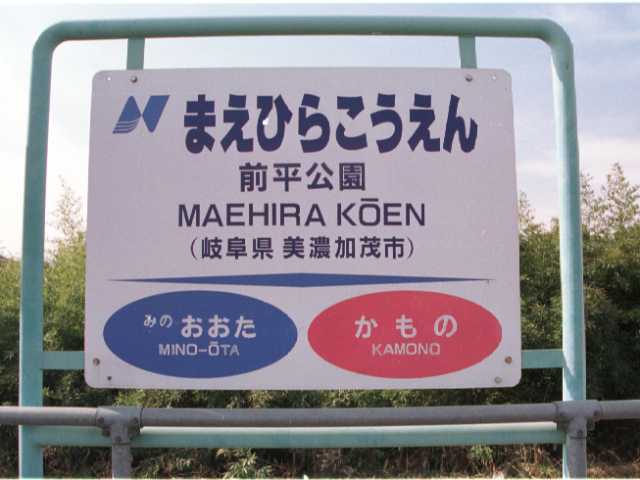 まえひらこうえん
前平公園
MAEHIRA KŌEN
(岐阜県 美濃加茂市)
みの おおた
MINO-ŌTA
かもの
KAMONO